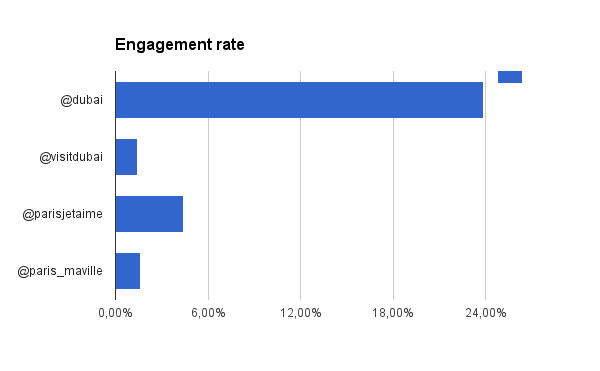 Engagement rate
@dubai
@visitdubai
@parisjetaime
@paris_maville
0,00%
6,00%
12,00%
18,00%
24,00%